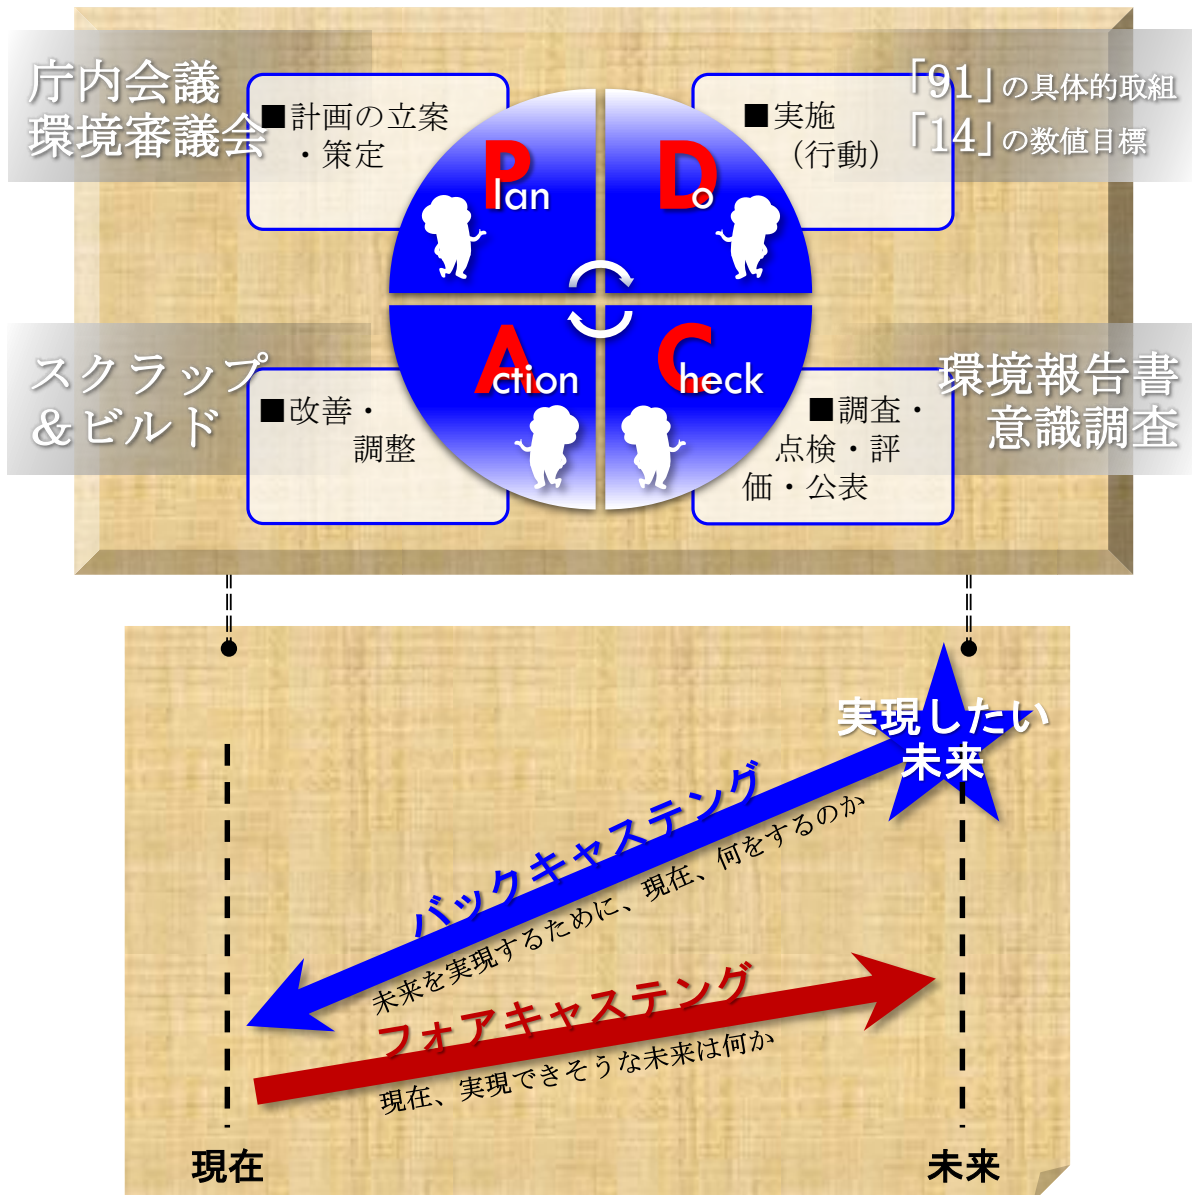 庁内会議
環境審議会
■計画の立案
・策定
Plan
Do
■実施
（行動）
「91」の具体的取組
「14」の数値目標
スクラップ
＆ビルド
■改善・
調整
Action
Check
■調査・
点検・評
価・公表
環境報告書
意識調査
実現したい
未来
バックキャステング
未来を実現するために、現在、何をするのか
フォアキャステング
現在、実現できそうな未来は何か
現在
未来